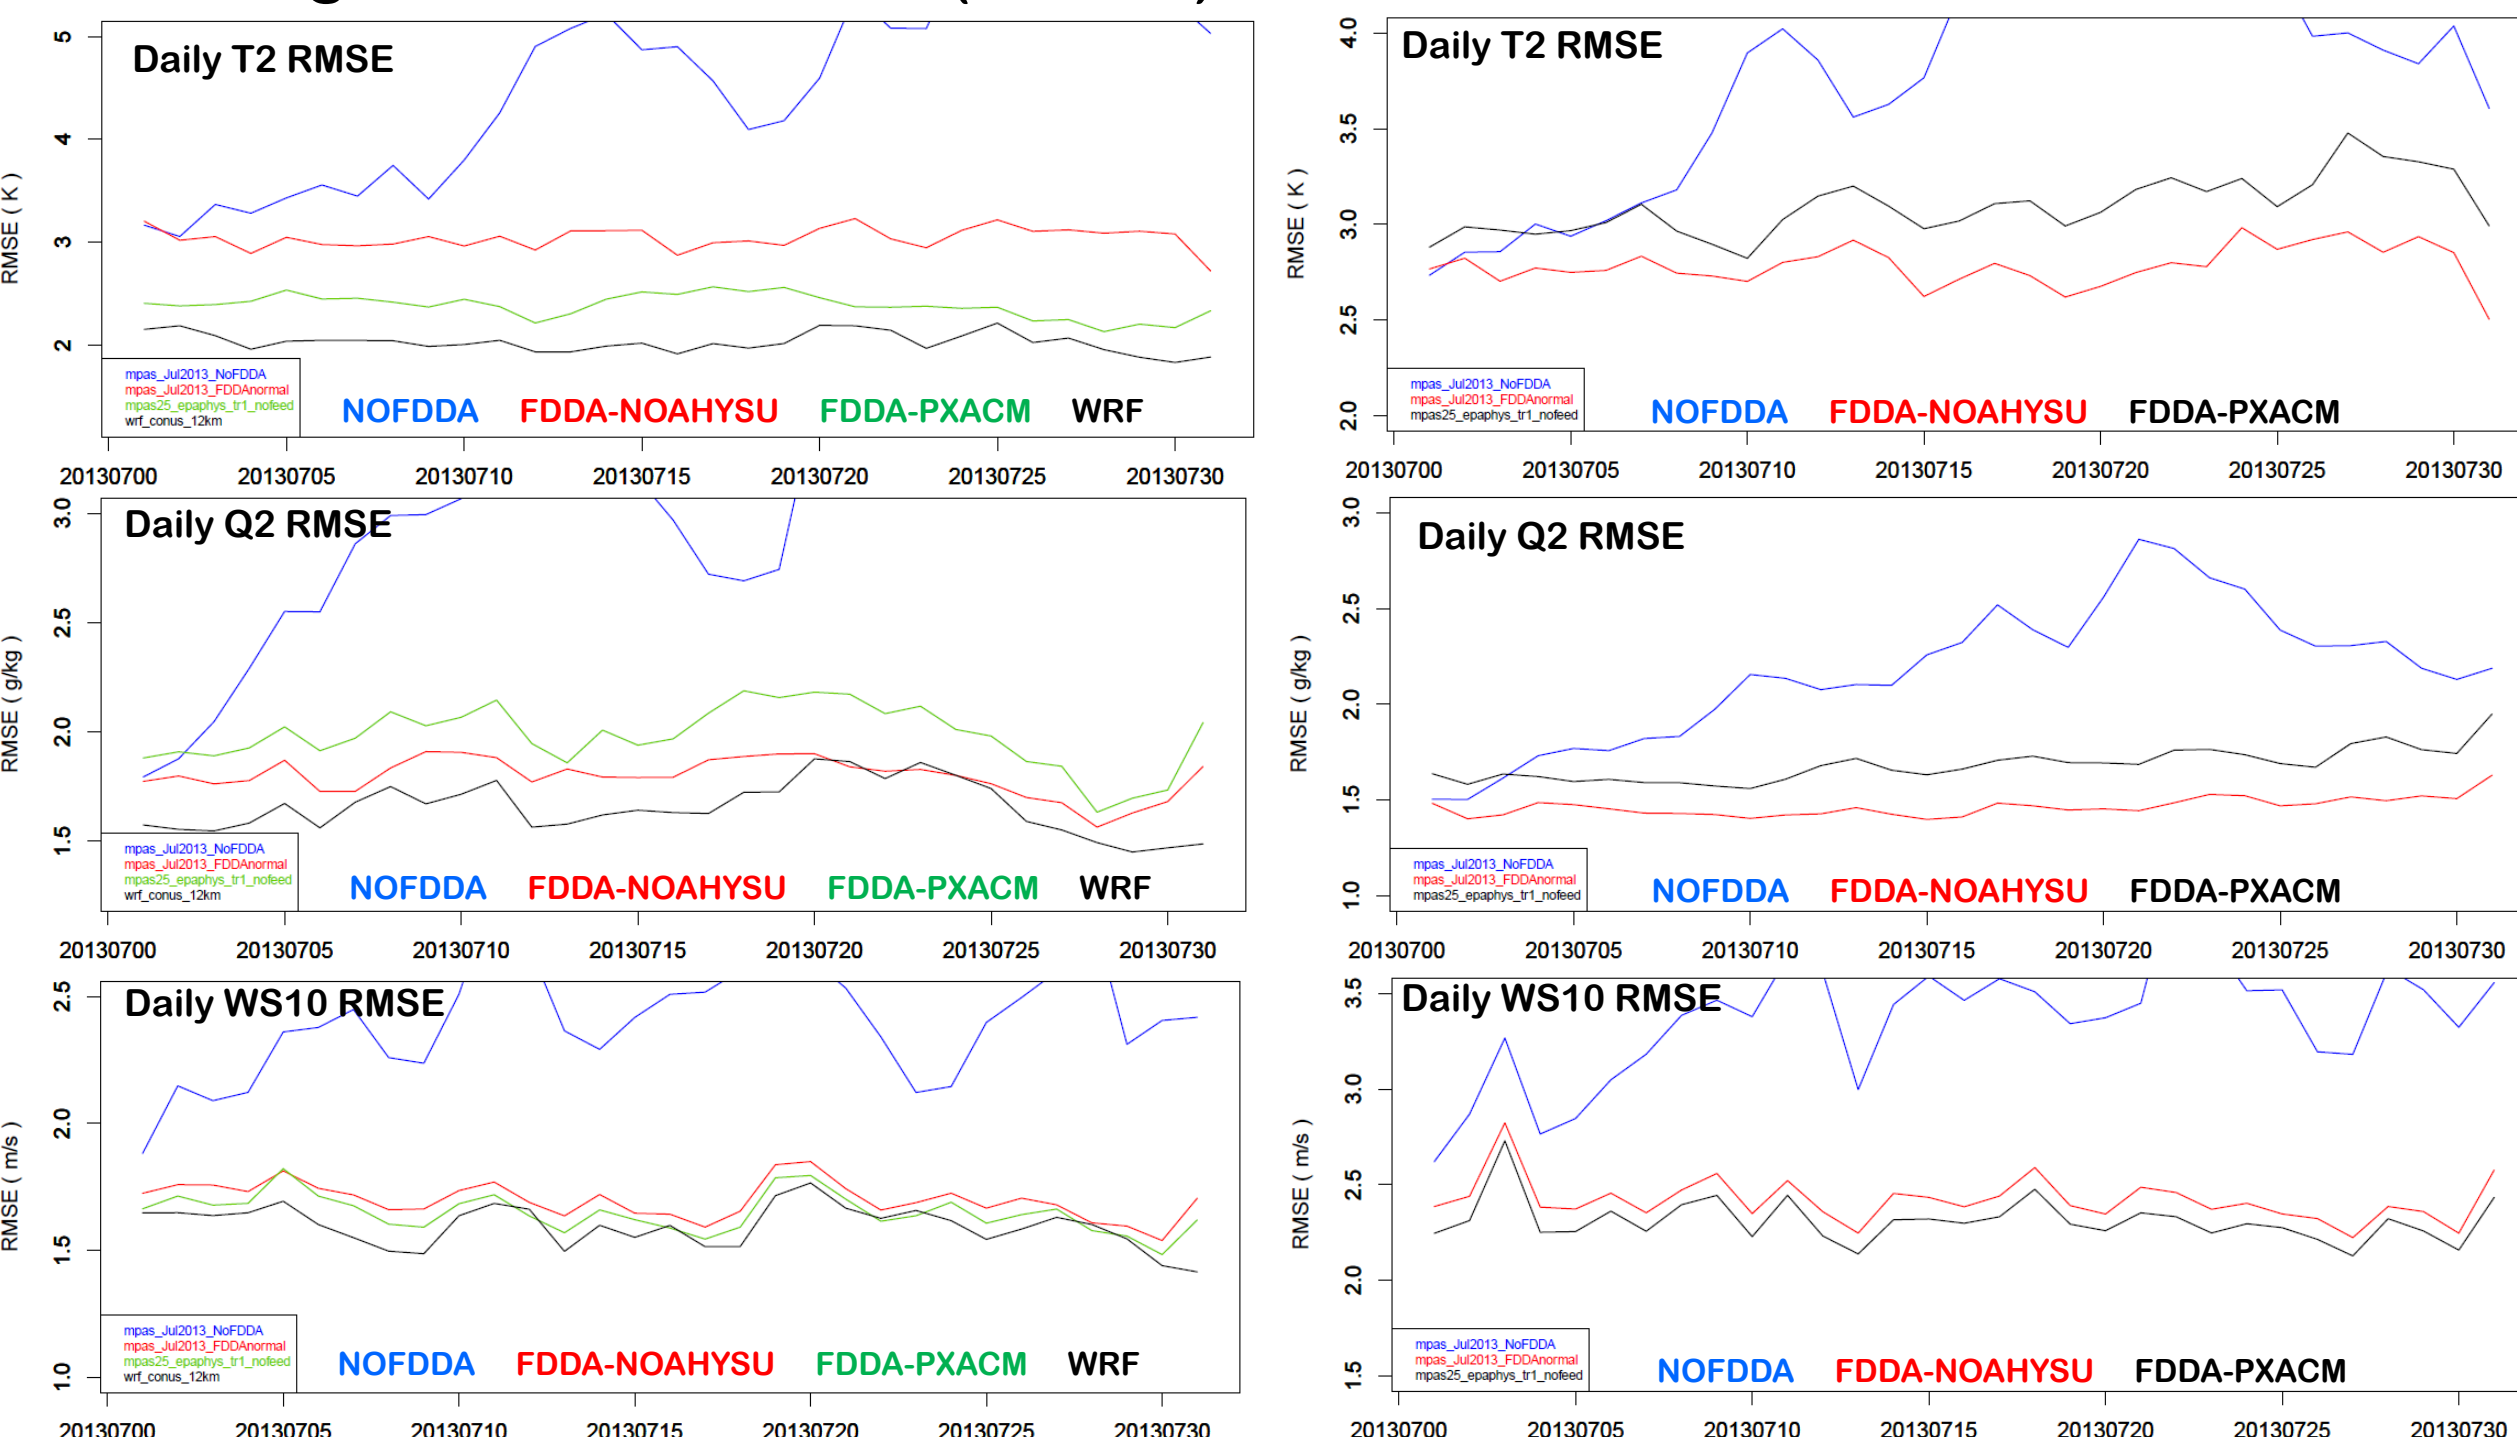 Daily T2 RMSE
RMSE ( K )
5
4
3
2
mpas_Jul2013_NoFDDA
mpas_Jul2013_FDDAnormal
mpas25_epaphys_tr1_nofeed
wrf_conus_12km
NOFDDA FDDA-NOAHYSU FDDA-PXACM WRF
20130700 20130705 20130710 20130715 20130720 20130725 20130730
Daily T2 RMSE
RMSE ( K )
4.0
3.5
3.0
2.5
2.0
mpas_Jul2013_NoFDDA
mpas_Jul2013_FDDAnormal
mpas25_epaphys_tr1_nofeed
NOFDDA FDDA-NOAHYSU FDDA-PXACM
20130700 20130705 20130710 20130715 20130720 20130725 20130730
Daily Q2 RMSE
RMSE ( g/kg )
3.0
2.5
2.0
1.5
mpas_Jul2013_NoFDDA
mpas_Jul2013_FDDAnormal
mpas25_epaphys_tr1_nofeed
wrf_conus_12km
NOFDDA FDDA-NOAHYSU FDDA-PXACM WRF
20130700 20130705 20130710 20130715 20130720 20130725 20130730
Daily Q2 RMSE
RMSE ( g/kg )
3.0
2.5
2.0
1.5
1.0
mpas_Jul2013_NoFDDA
mpas_Jul2013_FDDAnormal
mpas25_epaphys_tr1_nofeed
NOFDDA FDDA-NOAHYSU FDDA-PXACM
20130700 20130705 20130710 20130715 20130720 20130725 20130730
Daily WS10 RMSE
RMSE ( m/s )
2.5
2.0
1.5
1.0
mpas_Jul2013_NoFDDA
mpas_Jul2013_FDDAnormal
mpas25_epaphys_tr1_nofeed
wrf_conus_12km
NOFDDA FDDA-NOAHYSU FDDA-PXACM WRF
20130700 20130705 20130710 20130715 20130720 20130725 20130730
Daily WS10 RMSE
RMSE ( m/s )
3.5
3.0
2.5
2.0
1.5
mpas_Jul2013_NoFDDA
mpas_Jul2013_FDDAnormal
mpas25_epaphys_tr1_nofeed
NOFDDA FDDA-NOAHYSU FDDA-PXACM
20130700 20130705 20130710 20130715 20130720 20130725 20130730